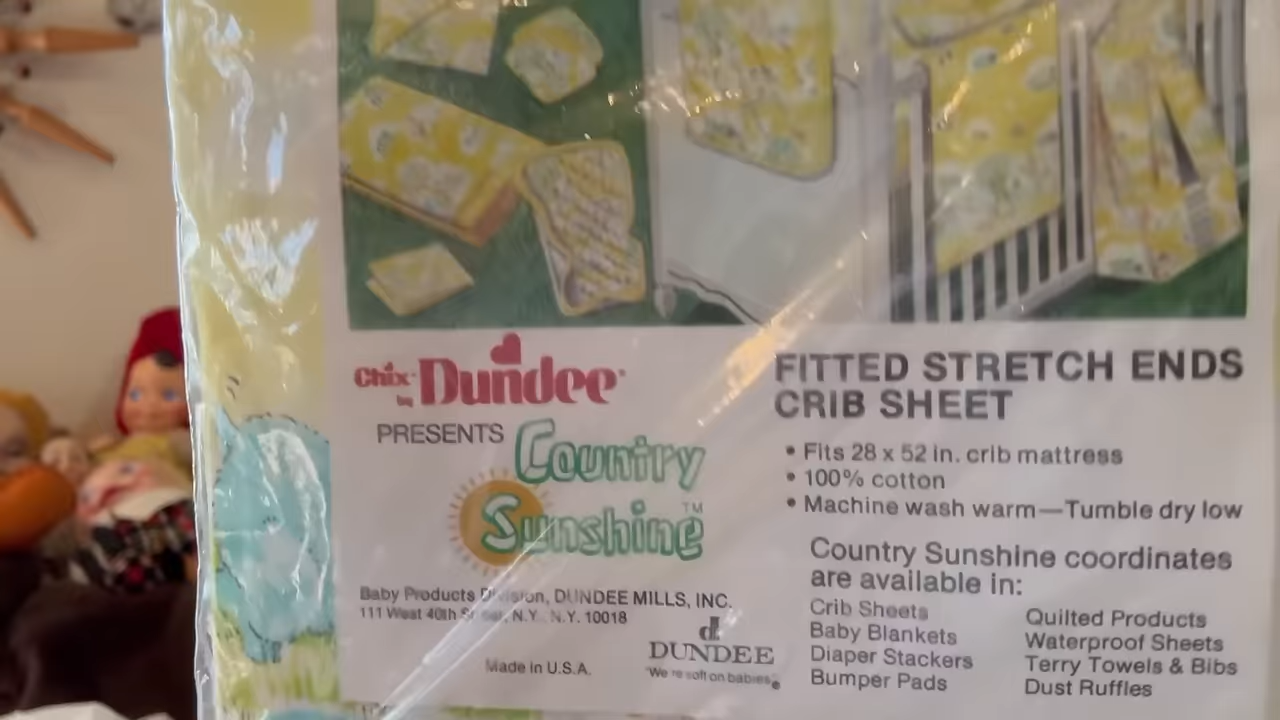 Chix by Dundee
PRESENTS Country
Sunshine™
Baby Products Division, DUNDEE MILLS, INC.
111 West 40th Street, N.Y., N.Y. 10018
d
DUNDEE
"We're soft on babies"
Made in U.S.A.
FITTED STRETCH ENDS
CRIB SHEET
• Fits 28 x 52 in. crib mattress
• 100% cotton
• Machine wash warm—Tumble dry low
Country Sunshine coordinates
are available in:
Crib Sheets
Baby Blankets
Diaper Stackers
Bumper Pads
Quilted Products
Waterproof Sheets
Terry Towels & Bibs
Dust Ruffles